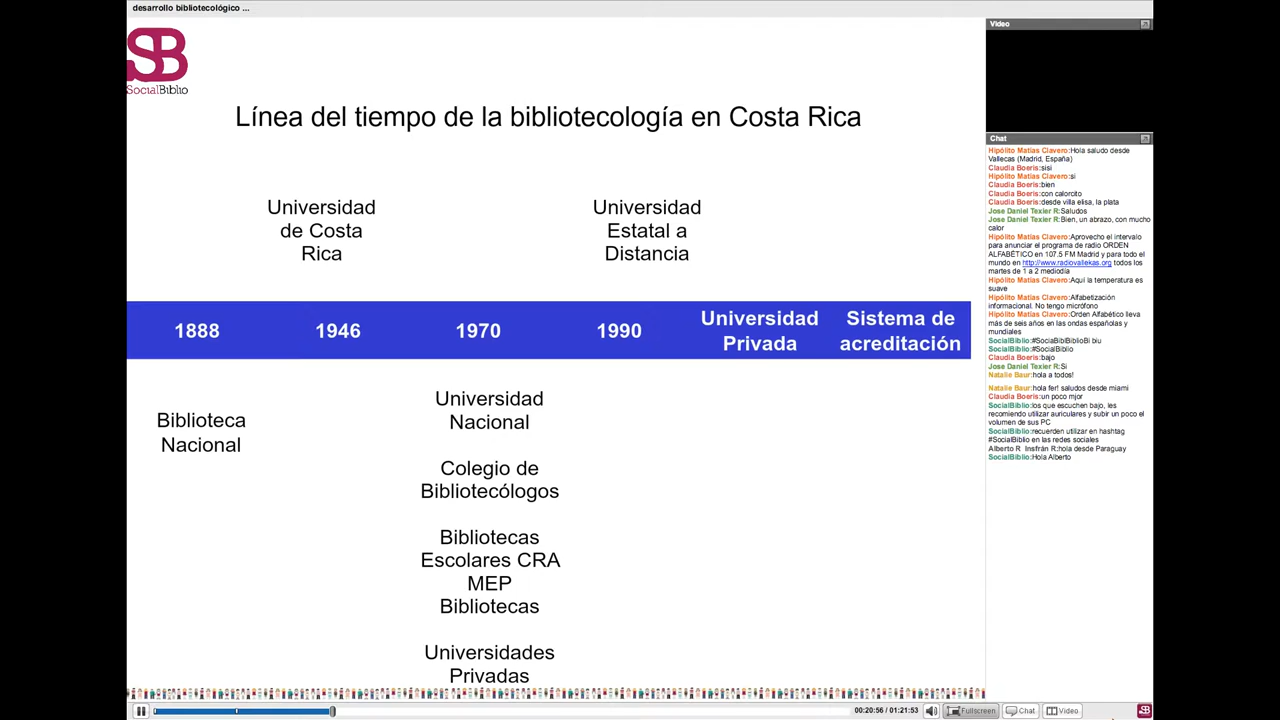 desarrollo bibliotecológico ...
SB
SocialBiblio
Línea del tiempo de la bibliotecología en Costa Rica
Universidad
de Costa
Rica
Universidad
Estatal a
Distancia
1888
1946
1970
1990
Universidad
Privada
Sistema de
acreditación
Biblioteca
Nacional
Universidad
Nacional
Colegio de
Bibliotecólogos
Bibliotecas
Escolares CRA
MEP
Bibliotecas
Universidades
Privadas
Video
Chat
Hipólito Matías Clavero:Hola saludo desde
Vallecas (Madrid, España)
Claudia Boeris:sisi
Hipólito Matías Clavero:si
Claudia Boeris:bien
Claudia Boeris:con calorcito
Claudia Boeris:desde villa elisa, la plata
Jose Daniel Texier R:Saludos
Jose Daniel Texier R:Bien, un abrazo, con mucho
calor
Hipólito Matías Clavero:Aprovecho el intervalo
para anunciar el programa de radio ORDEN
ALFABÉTICO en 107.5 FM Madrid y para todo el
mundo en http://www.radiovallekas.org todos los
martes de 1 a 2 mediodía
Hipólito Matías Clavero:Aquí la temperatura es
suave
Hipólito Matías Clavero:Alfabetización
informacional. No tengo micrófono
Hipólito Matías Clavero:Orden Alfabético lleva
más de seis años en las ondas españolas y
mundiales
SocialBiblio:#SociaBiblBiblioBi biu
SocialBiblio:#SocialBiblio
Claudia Boeris:bajo
Jose Daniel Texier R:Si
Natalie Baur:hola a todos!
Natalie Baur:hola fer! saludos desde miami
Claudia Boeris:un poco mjor
SocialBiblio:los que escuchen bajo, les
recomiendo utilizar auriculares y subir un poco el
volumen de sus PC
SocialBiblio:recuerden utilizar en hashtag
#SocialBiblio en las redes sociales
Alberto R Insfrán R:hola desde Paraguay
SocialBiblio:Hola Alberto
00:20:56 / 01:21:53
Fullscreen
Chat
Video
SB